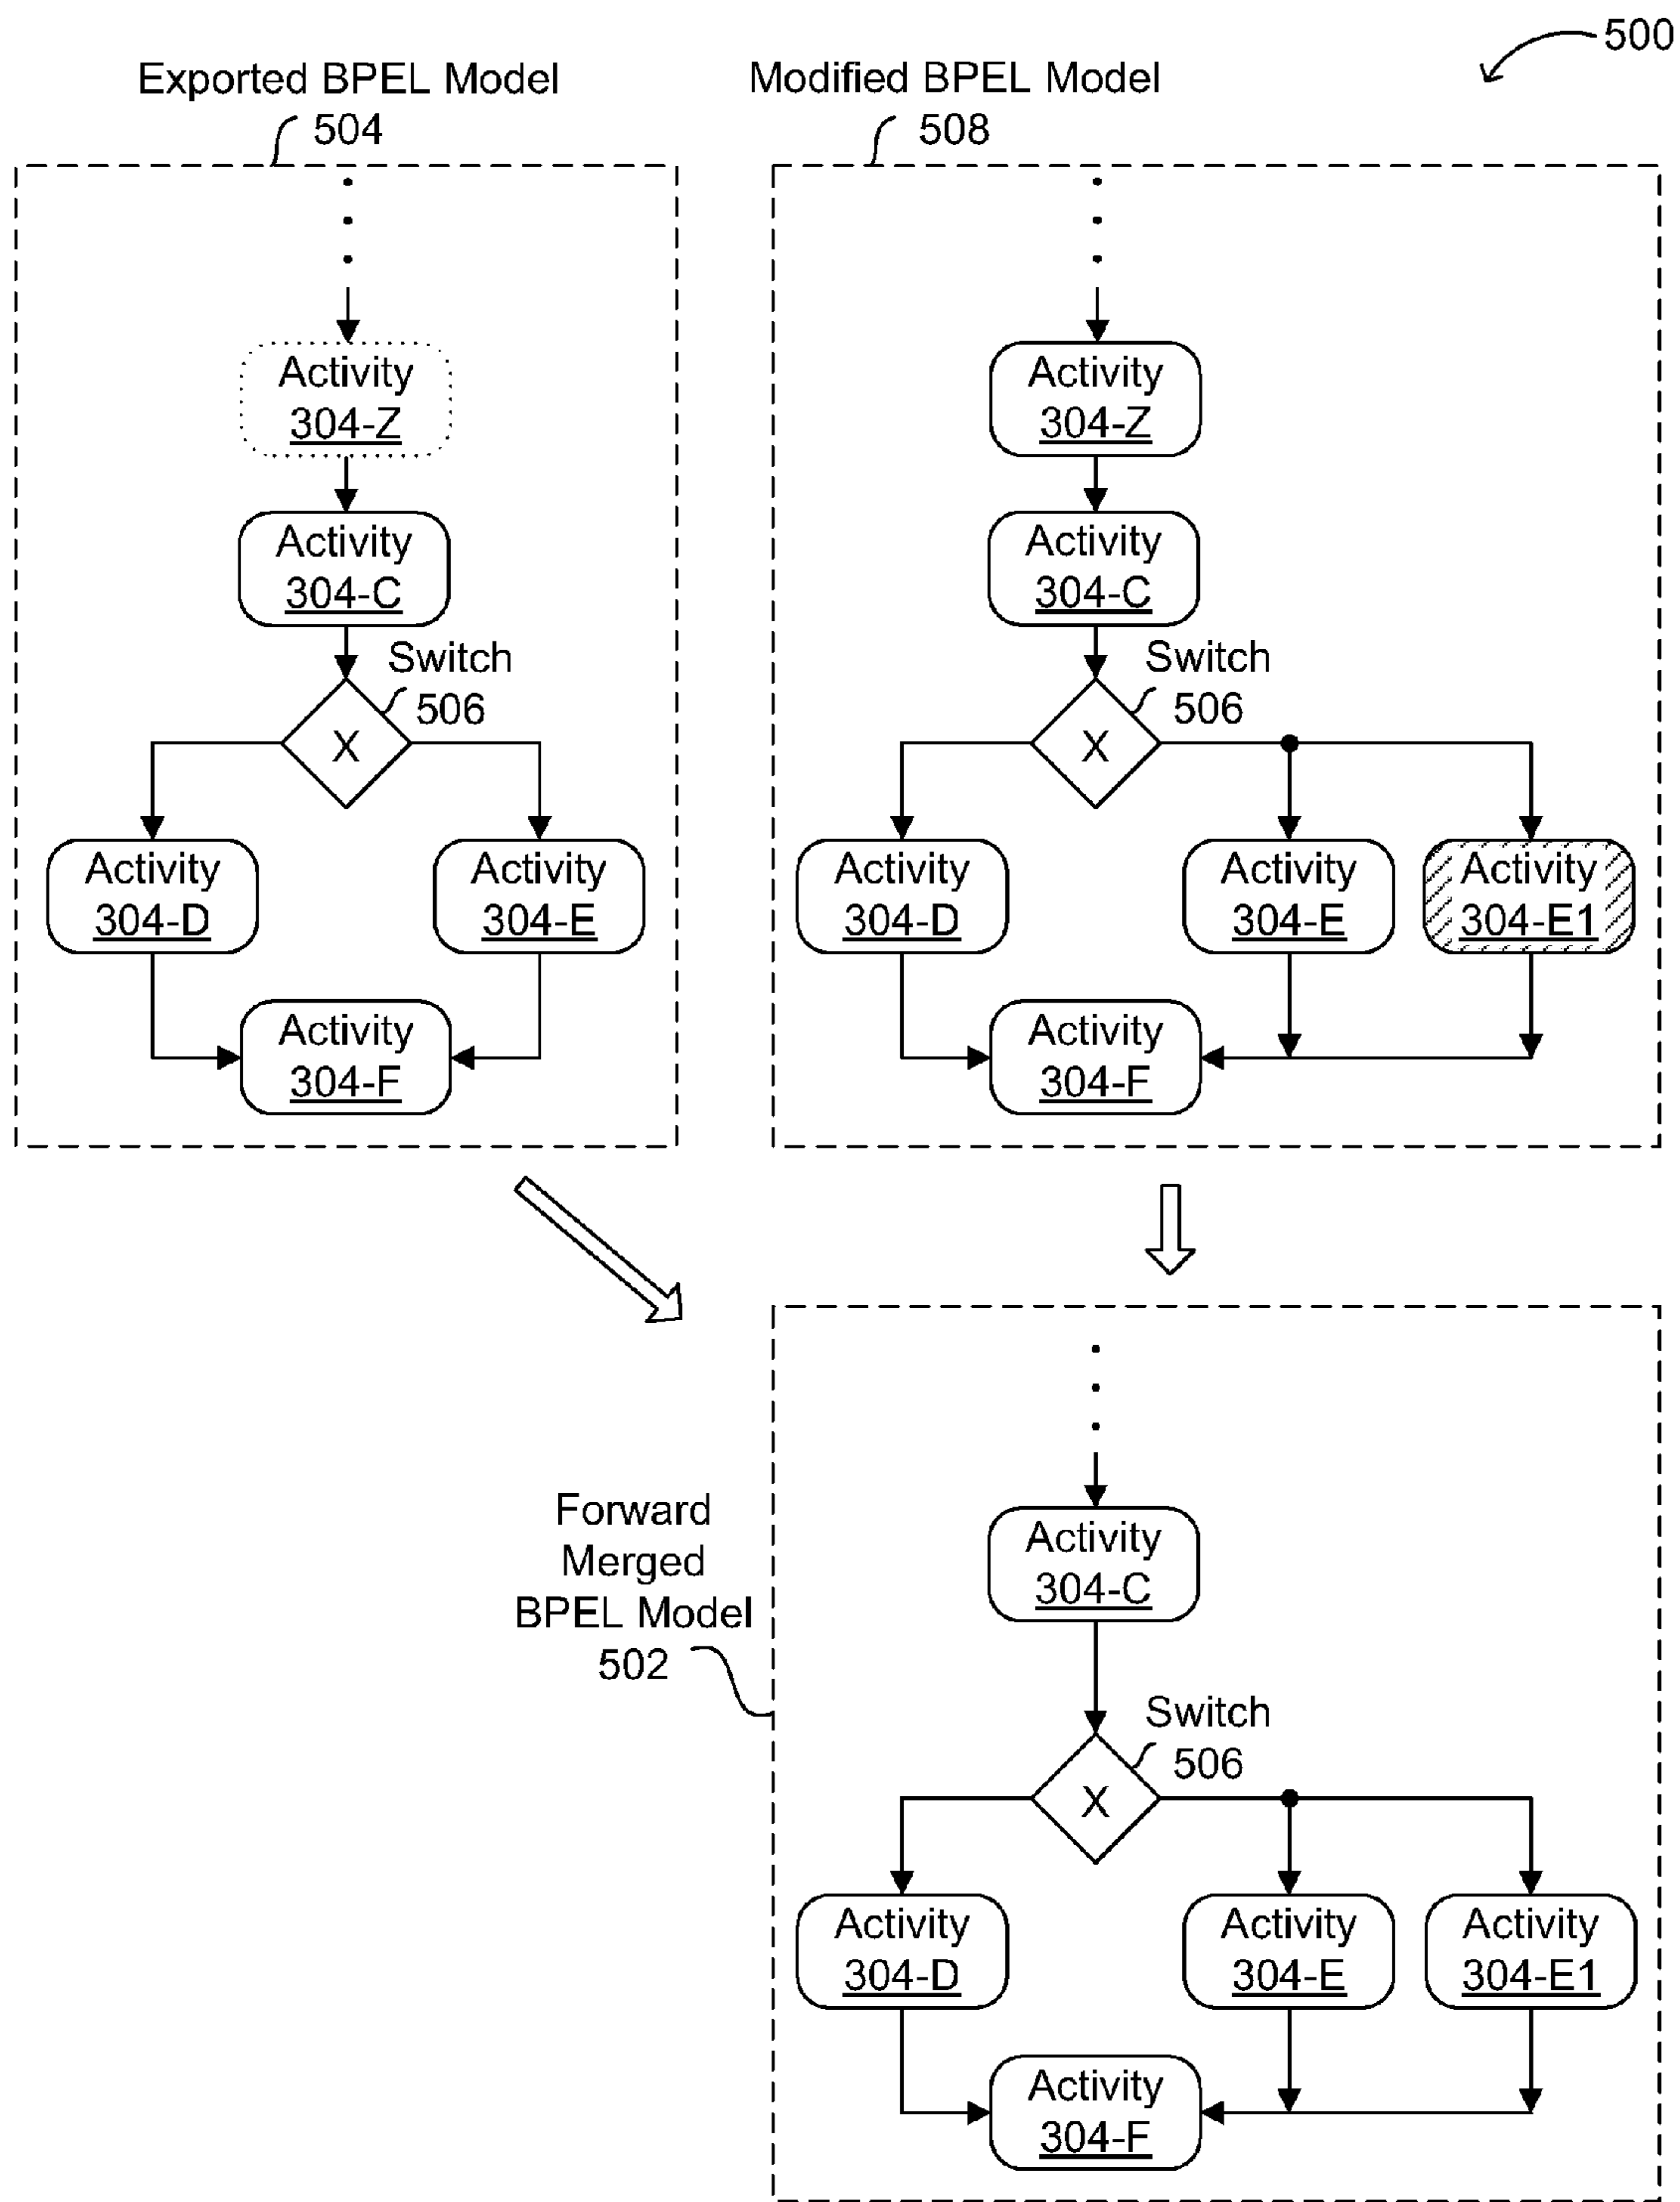 500
Exported BPEL Model
504
Modified BPEL Model
508
Activity
304-Z
Activity
304-C
Switch
506
X
Activity
304-D
Activity
304-E
Activity
304-F
Activity
304-Z
Activity
304-C
Switch
506
X
Activity
304-D
Activity
304-E
Activity
304-E1
Activity
304-F
Forward
Merged
BPEL Model
502
Activity
304-C
Switch
506
X
Activity
304-D
Activity
304-E
Activity
304-E1
Activity
304-F